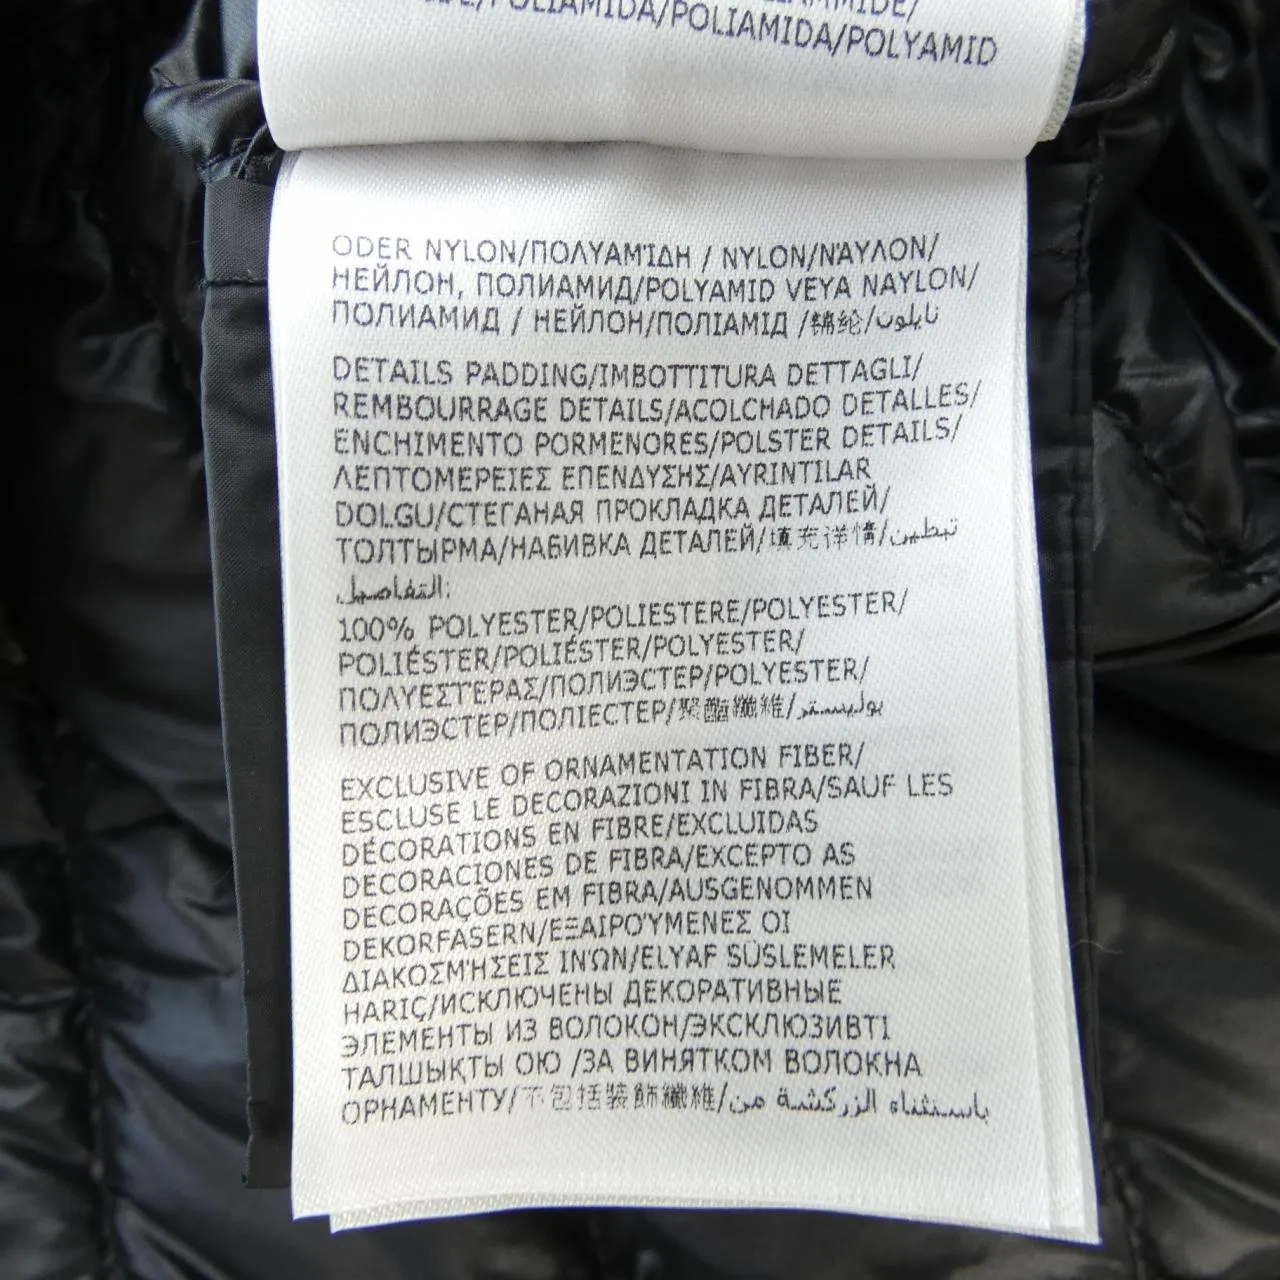 POLIAMIDA/POLIAMIDA/POLYAMID
ODER NYLON/ΠΟΛΥΑΜΊΔΗ / NYLON/ΝΆΥΛΟΝ/
НЕЙЛОН, ПОЛИАМИД/POLYAMID VEYA NAYLON/
ПОЛИАМИД / НЕЙЛОН/ПОЛІАМІД /锦纶/نايلون
DETAILS PADDING/IMBOTTITURA DETTAGLI/
REMBOURRAGE DETAILS/ACOLCHADO DETALLES/
ENCHIMENTO PORMENORES/POLSTER DETAILS/
ΛΕΠΤΟΜΕΡΕΙΕΣ ΕΠΕΝΔΥΣΗΣ/AYRINTILAR
DOLGU/СТЕГАНАЯ ПРОКЛАДКА ДЕТАЛЕЙ/
ТОЛТЫРМА/НАБИВКА ДЕТАЛЕЙ/填充详情/تبطين
التفاصيل:
100% POLYESTER/POLIESTERE/POLYESTER/
POLIÉSTER/POLIÉSTER/POLYESTER/
ΠΟΛΥΕΣΤΕΡΑΣ/ПОЛИЭСТЕР/POLYESTER/
ПОЛИЭСТЕР/ПОЛІЕСТЕР/聚酯纖維/بوليستر
EXCLUSIVE OF ORNAMENTATION FIBER/
ESCLUSE LE DECORAZIONI IN FIBRA/SAUF LES
DÉCORATIONS EN FIBRE/EXCLUIDAS
DECORACIONES DE FIBRA/EXCEPTO AS
DECORAÇÕES EM FIBRA/AUSGENOMMEN
DEKORFASERN/ΕΞΑΙΡΟΎΜΕΝΕΣ ΟΙ
ΔΙΑΚΟΣΜΉΣΕΙΣ ΙΝΏΝ/ELYAF SÜSLEMELER
HARIÇ/ИСКЛЮЧЕНЫ ДЕКОРАТИВНЫЕ
ЭЛЕМЕНТЫ ИЗ ВОЛОКОН/ЭКСКЛЮЗИВТІ
ТАЛШЫҚТЫ ОЮ /ЗА ВИНЯТКОМ ВОЛОКНА
ОРНАМЕНТУ/不包括裝飾纖維/باستثناء الزركشة من